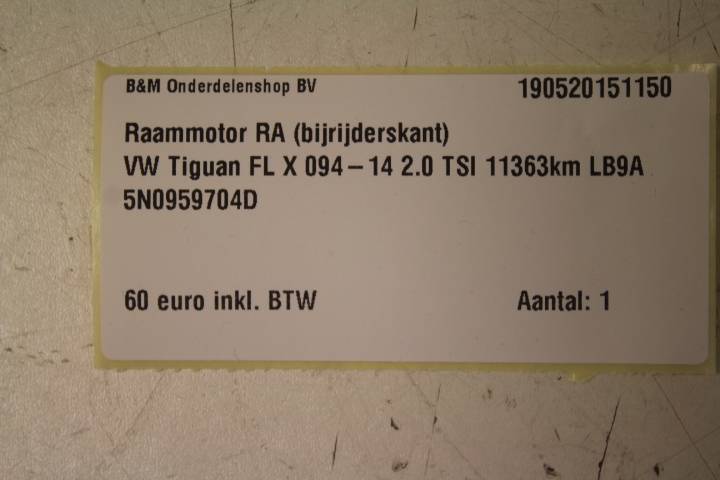 B&M Onderdelenshop BV 190520151150
Raammotor RA (bijrijderskant)
VW Tiguan FL X 094-14 2.0 TSI 11363km LB9A
5N0959704D
60 euro inkl. BTW Aantal: 1